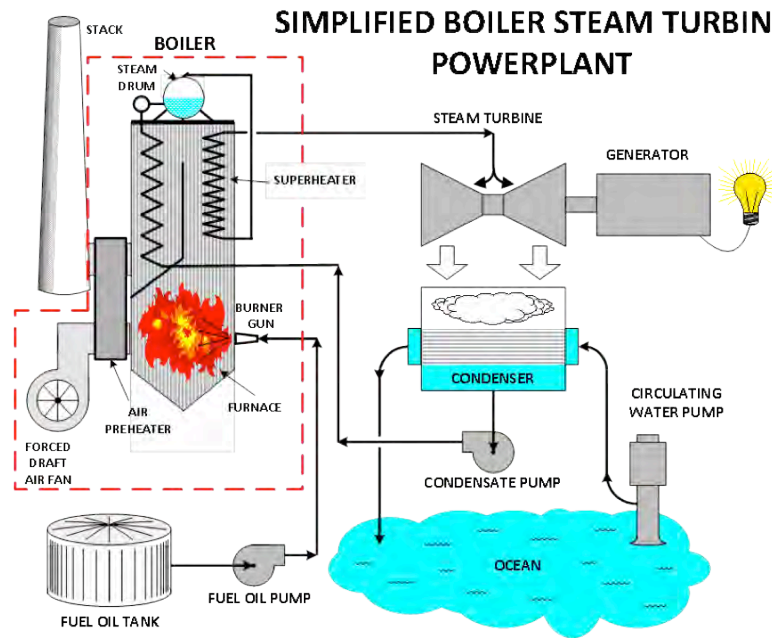 SIMPLIFIED BOILER STEAM TURBIN
POWERPLANT
STACK
BOILER
STEAM
DRUM
STEAM TURBINE
GENERATOR
SUPERHEATER
BURNER
GUN
FURNACE
AIR
PREHEATER
FORCED
DRAFT
AIR FAN
CONDENSER
CIRCULATING
WATER PUMP
CONDENSATE PUMP
OCEAN
FUEL OIL PUMP
FUEL OIL TANK